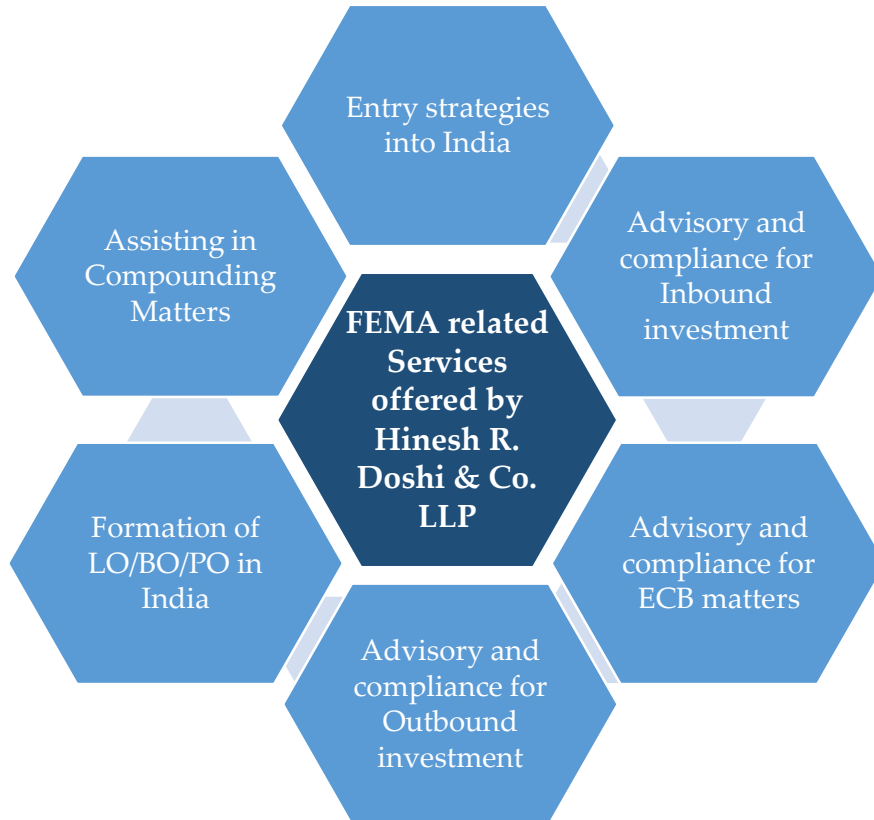 Entry strategies
into India
Advisory and
compliance for
Inbound
investment
Advisory and
compliance for
ECB matters
Advisory and
compliance for
Outbound
investment
Formation of
LO/BO/PO in
India
Assisting in
Compounding
Matters
FEMA related
Services
offered by
Hinesh R.
Doshi & Co.
LLP